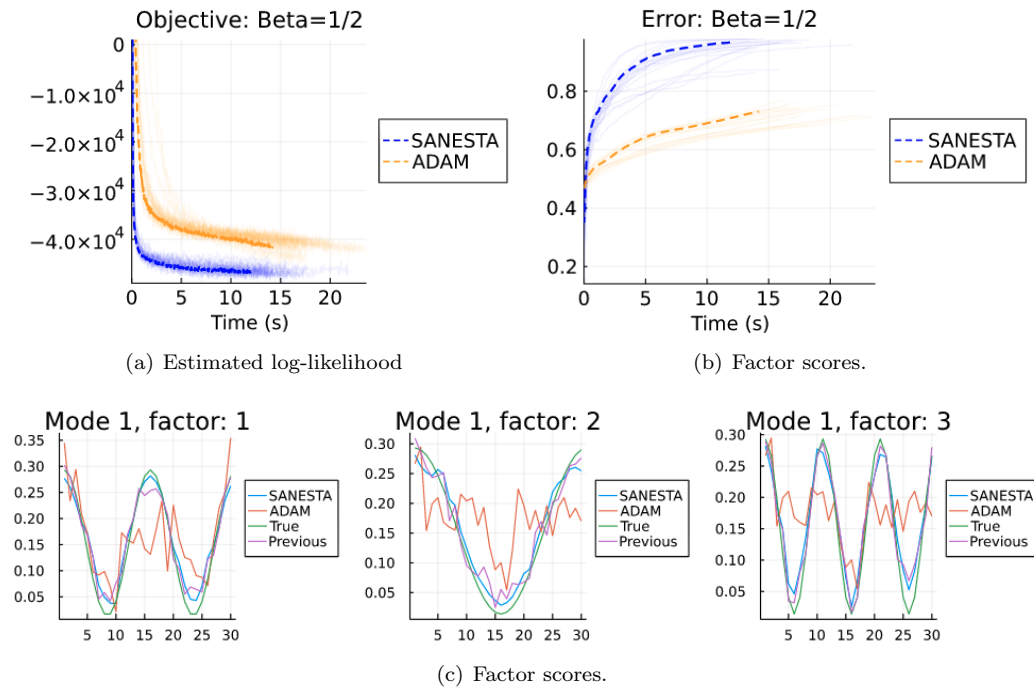 Objective: Beta=1/2
0
−1.0×10⁴
−2.0×10⁴
−3.0×10⁴
−4.0×10⁴
0 5 10 15 20
Time (s)
SANESTA
ADAM
(a) Estimated log-likelihood
Error: Beta=1/2
0.8
0.6
0.4
0.2
0 5 10 15 20
Time (s)
SANESTA
ADAM
(b) Factor scores.
Mode 1, factor: 1
0.35
0.30
0.25
0.20
0.15
0.10
0.05
5 10 15 20 25 30
SANESTA
ADAM
True
Previous
Mode 1, factor: 2
0.30
0.25
0.20
0.15
0.10
0.05
5 10 15 20 25 30
SANESTA
ADAM
True
Previous
Mode 1, factor: 3
0.30
0.25
0.20
0.15
0.10
0.05
5 10 15 20 25 30
SANESTA
ADAM
True
Previous
(c) Factor scores.